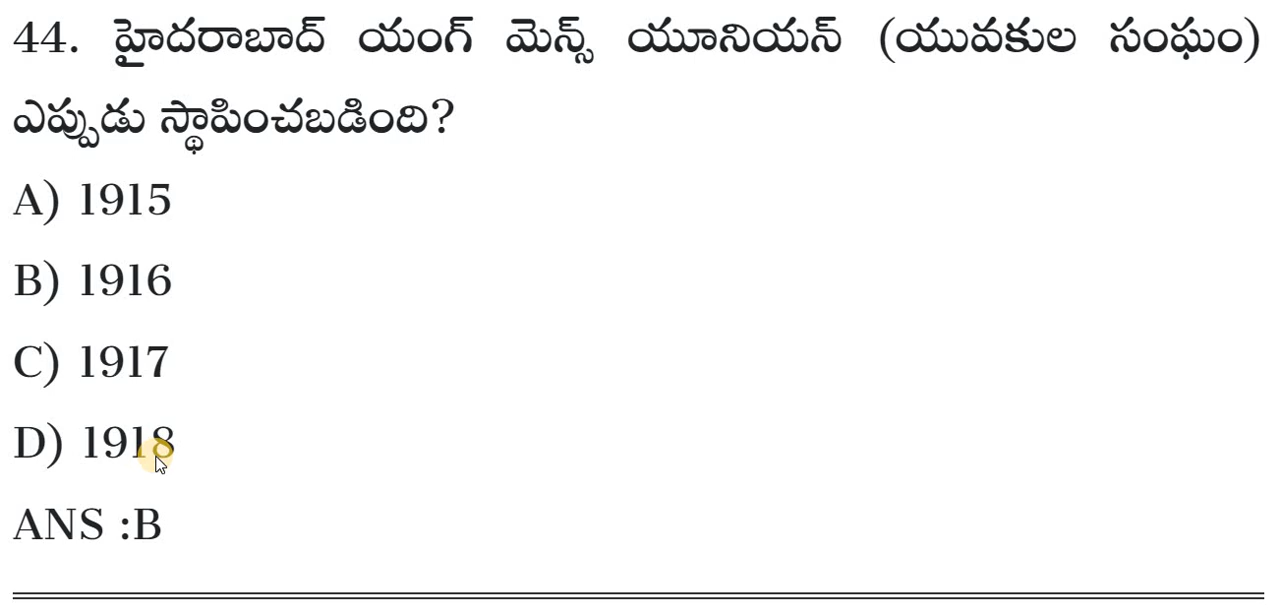 44. హైదరాబాద్ యంగ్ మెన్స్ యూనియన్ (యువకుల సంఘం)
ఎప్పుడు స్థాపించబడింది?
A) 1915
B) 1916
C) 1917
D) 1918
ANS :B